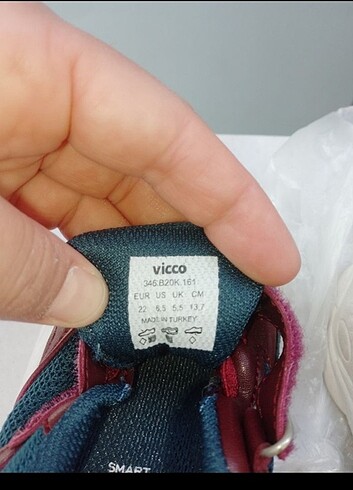 vicco
346.B20K.161
EUR US UK CM
22 6.5 5.5 13.7
MADE IN TURKEY
SMART